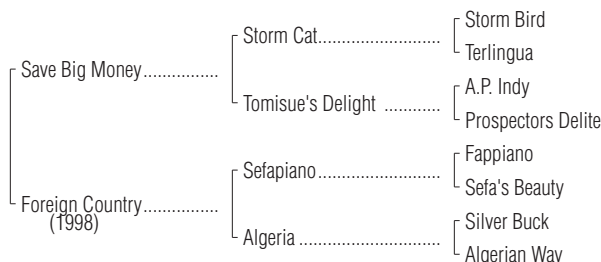 Storm Bird
Storm Cat..........................
Terlingua
Save Big Money................
A.P. Indy
Tomisue's Delight ............
Prospectors Delite
Fappiano
Sefapiano..........................
Sefa's Beauty
Foreign Country................
(1998)
Silver Buck
Algeria ..............................
Algerian Way